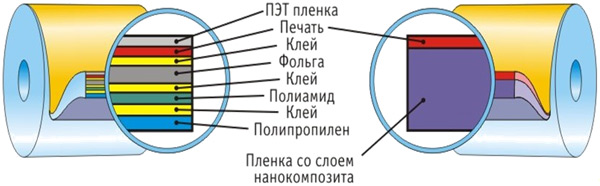 ПЭТ пленка
Печать
Клей
Фольга
Клей
Полиамид
Клей
Полипропилен
Пленка со слоем
нанокомпозита